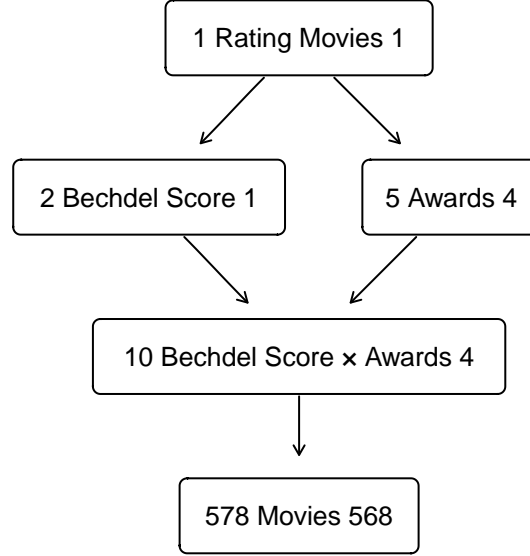 1 Rating Movies 1
2 Bechdel Score 1
5 Awards 4
10 Bechdel Score × Awards 4
578 Movies 568